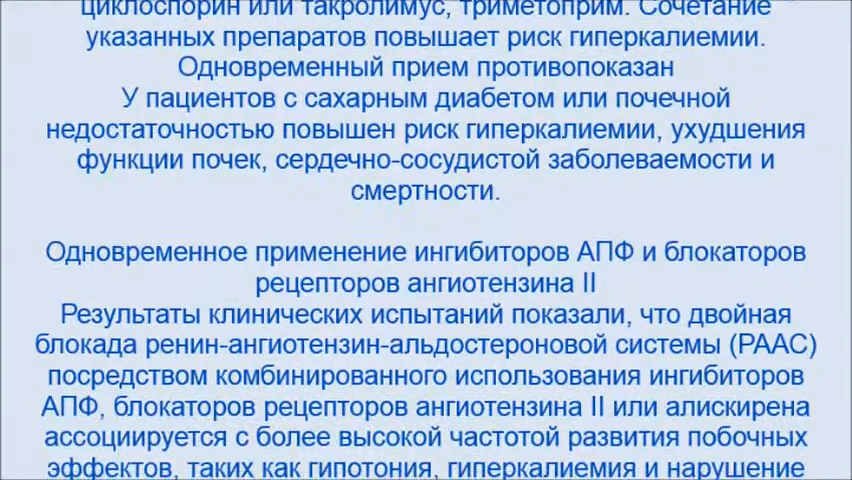 циклоспорин или такролимус, триметоприм. Сочетание
указанных препаратов повышает риск гиперкалиемии.
Одновременный прием противопоказан
У пациентов с сахарным диабетом или почечной
недостаточностью повышен риск гиперкалиемии, ухудшения
функции почек, сердечно-сосудистой заболеваемости и
смертности.
Одновременное применение ингибиторов АПФ и блокаторов
рецепторов ангиотензина II
Результаты клинических испытаний показали, что двойная
блокада ренин-ангиотензин-альдостероновой системы (РААС)
посредством комбинированного использования ингибиторов
АПФ, блокаторов рецепторов ангиотензина II или алискирена
ассоциируется с более высокой частотой развития побочных
эффектов, таких как гипотония, гиперкалиемия и нарушение